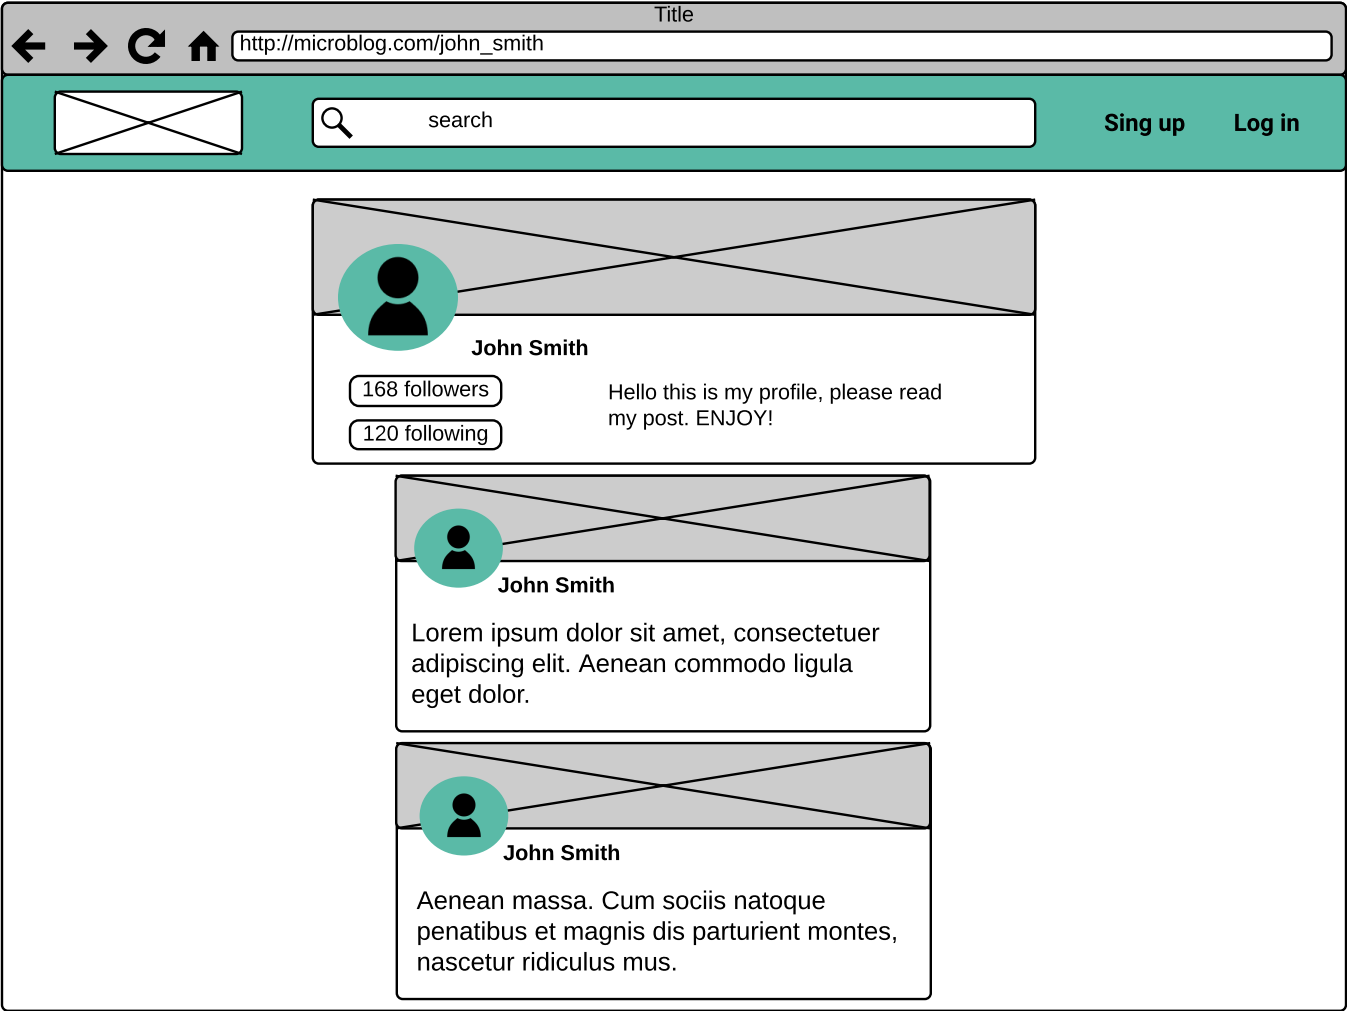 Title
http://microblog.com/john_smith
search
Sing up
Log in
John Smith
168 followers
120 following
Hello this is my profile, please read
my post. ENJOY!
John Smith
Lorem ipsum dolor sit amet, consectetuer
adipiscing elit. Aenean commodo ligula
eget dolor.
John Smith
Aenean massa. Cum sociis natoque
penatibus et magnis dis parturient montes,
nascetur ridiculus mus.